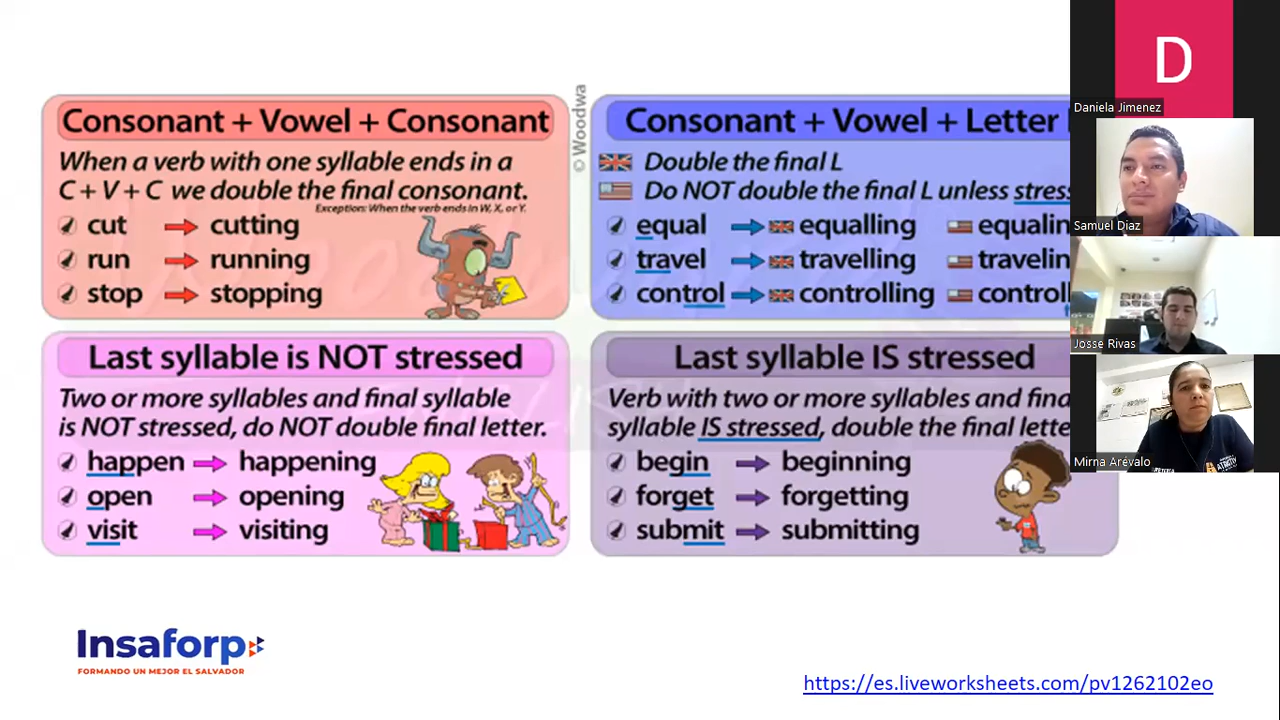 Consonant + Vowel + Consonant
When a verb with one syllable ends in a
C + V + C we double the final consonant.
Exception: When the verb ends in W, X, or Y.
cut cutting
run running
stop stopping
© Woodwa
Consonant + Vowel + Letter
Double the final L
Do NOT double the final L unless stres
equal equalling equalin
travel travelling travelin
control controlling controll
Last syllable is NOT stressed
Two or more syllables and final syllable
is NOT stressed, do NOT double final letter.
happen happening
open opening
visit visiting
Last syllable IS stressed
Verb with two or more syllables and fina
syllable IS stressed, double the final lette
begin beginning
forget forgetting
submit submitting
Insaforp
FORMANDO UN MEJOR EL SALVADOR
https://es.liveworksheets.com/pv1262102eo
D
Daniela Jimenez
Samuel Diaz
Josse Rivas
Mirna Arévalo